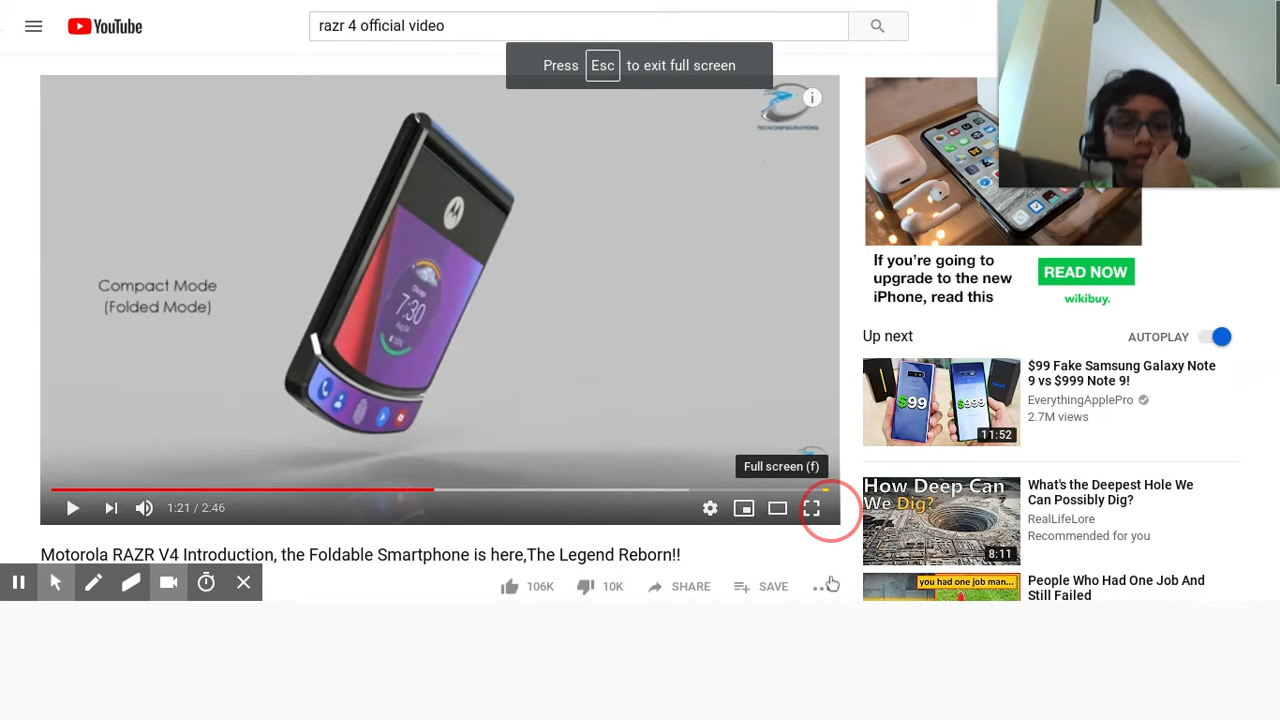 YouTube
razr 4 official video
Press Esc to exit full screen
TECHCONFIGURATIONS
Compact Mode
(Folded Mode)
7:30
Full screen (f)
1:21 / 2:46
Motorola RAZR V4 Introduction, the Foldable Smartphone is here,The Legend Reborn!!
106K
10K
SHARE
SAVE
If you're going to
upgrade to the new
iPhone, read this
READ NOW
wikibuy.
Up next
AUTOPLAY
$99
$999
11:52
$99 Fake Samsung Galaxy Note
9 vs $999 Note 9!
EverythingApplePro
2.7M views
How Deep Can
We Dig?
8:11
What's the Deepest Hole We
Can Possibly Dig?
RealLifeLore
Recommended for you
you had one job man...
People Who Had One Job And
Still Failed